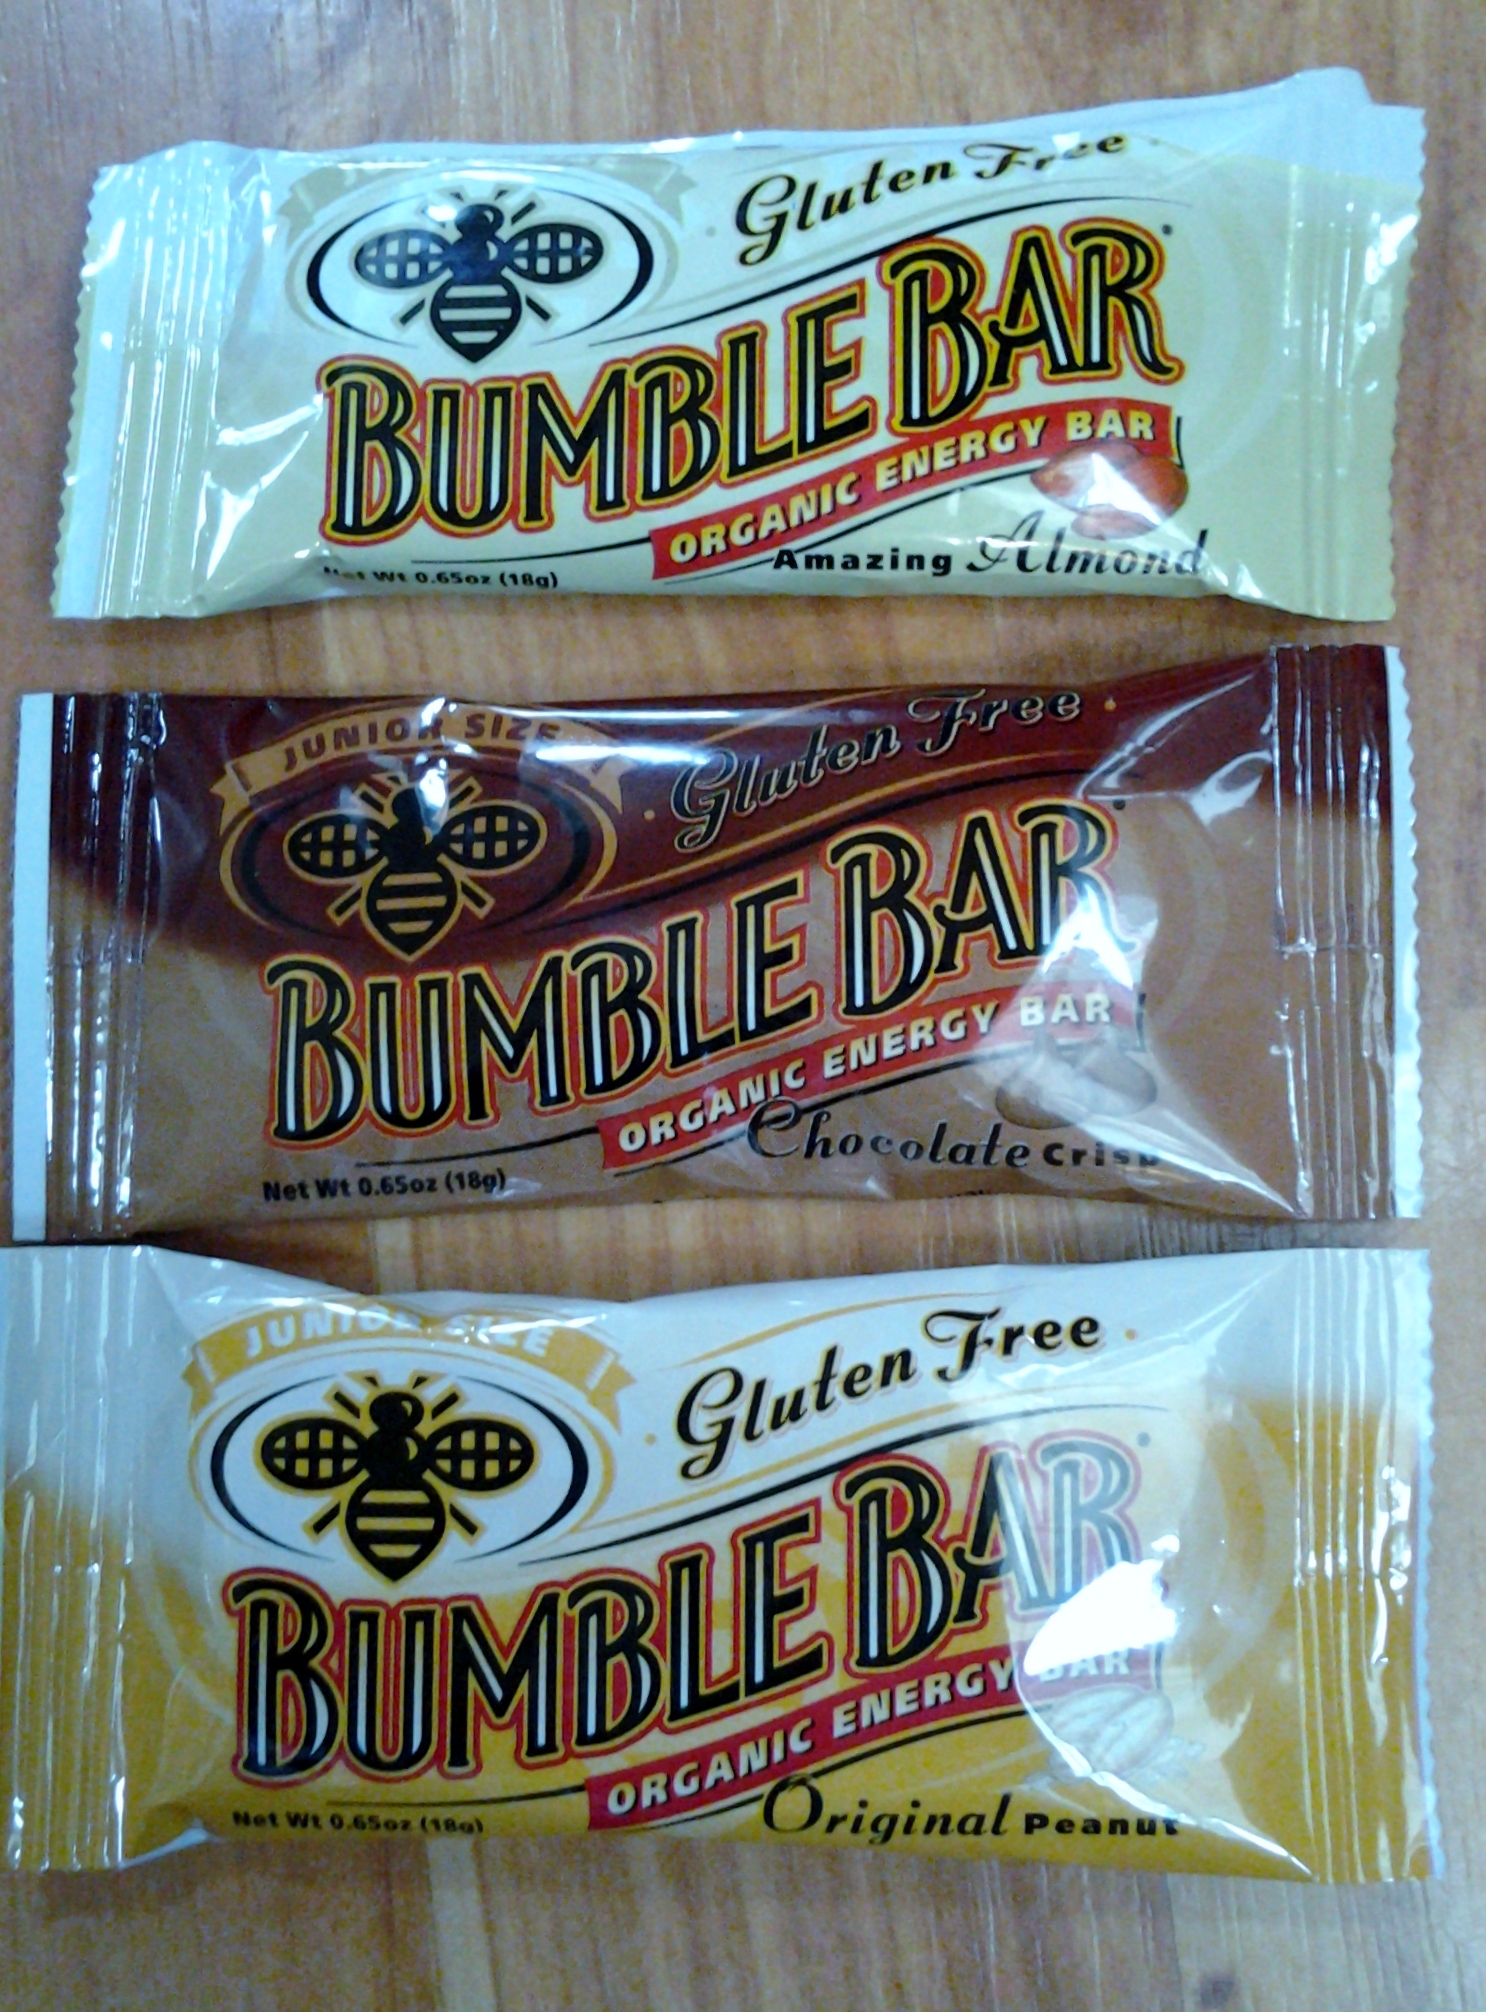 Gluten Free
BUMBLE BAR
ORGANIC ENERGY BAR
Amazing Almond
Net Wt 0.65oz (18g)
JUNIOR SIZE
Gluten Free
BUMBLE BAR
ORGANIC ENERGY BAR
Chocolate Crisp
Net Wt 0.65oz (18g)
JUNIOR SIZE
Gluten Free
BUMBLE BAR
ORGANIC ENERGY BAR
Original Peanut
Net Wt 0.65oz (18g)